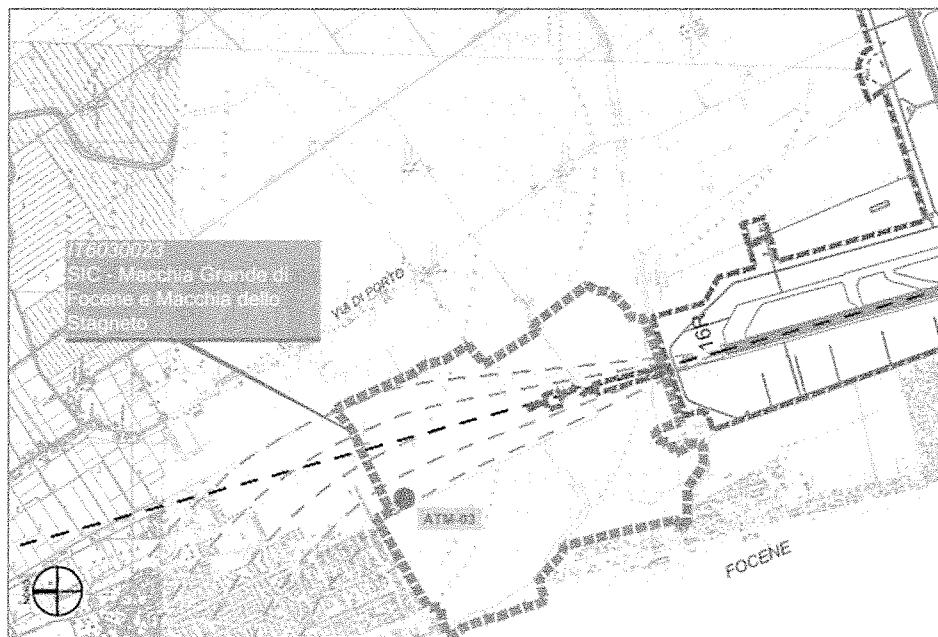 IT6030023
SIC - Macchia Grande di
Focene e Macchia dello
Stagneto
VIA DI PORTO
16R
ATM-03
FOCENE